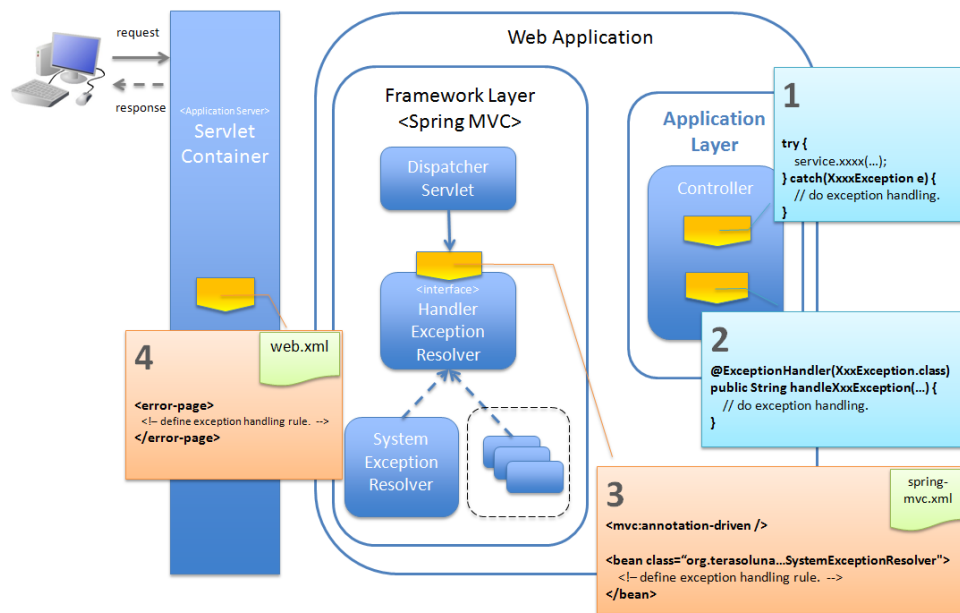 request
response
<Application Server>
Servlet
Container
Web Application
Framework Layer
<Spring MVC>
Dispatcher
Servlet
<interface>
Handler
Exception
Resolver
System
Exception
Resolver
Application
Layer
Controller
1
try {
service.xxxx(...);
} catch(XxxxException e) {
// do exception handling.
}
2
@ExceptionHandler(XxxException.class)
public String handleXxxException(...) {
// do exception handling.
}
3
spring-
mvc.xml
<mvc:annotation-driven />
<bean class=“org.terasoluna...SystemExceptionResolver">
<!– define exception handling rule. -->
</bean>
4
web.xml
<error-page>
<!– define exception handling rule. -->
</error-page>